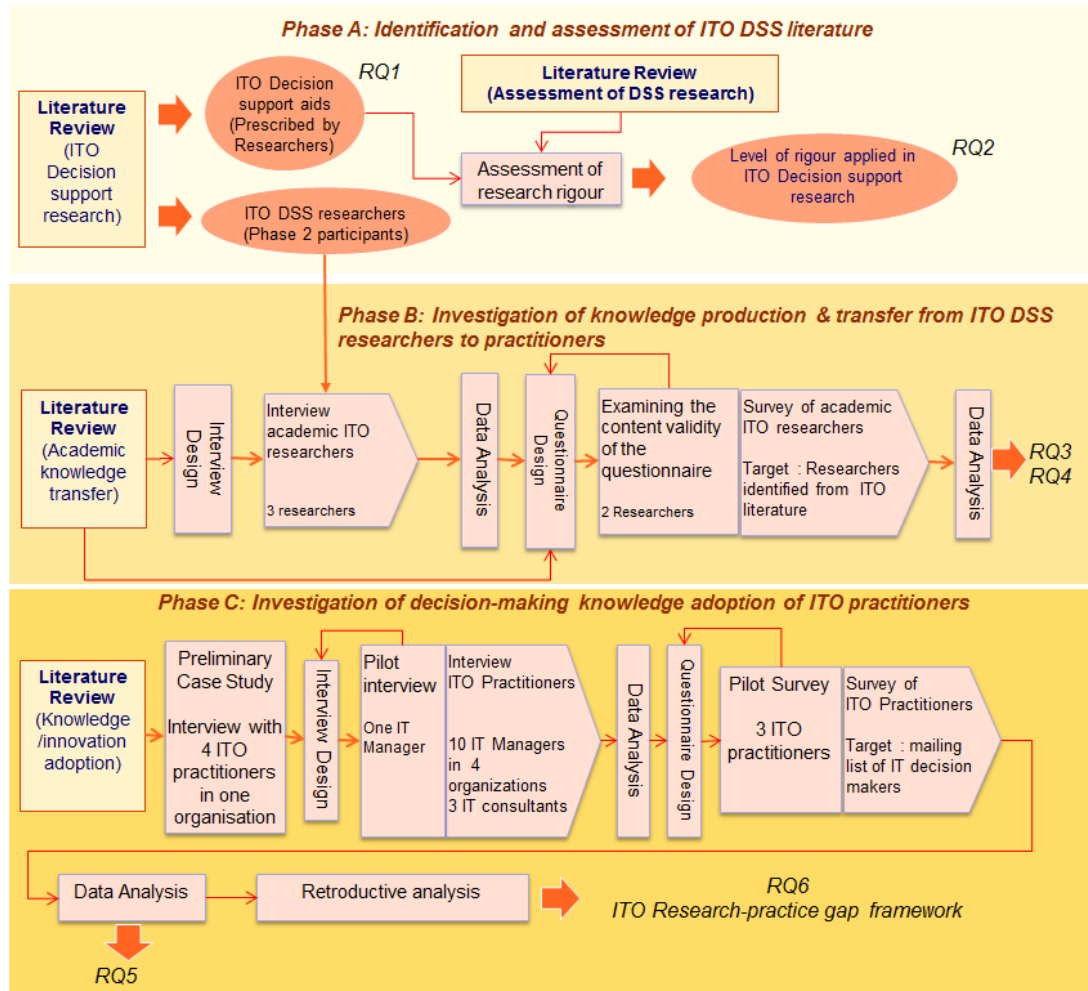 Phase A: Identification and assessment of ITO DSS literature
Literature
Review
(ITO
Decision
support
research)
ITO Decision
support aids
(Prescribed by
Researchers)
RQ1
Literature Review
(Assessment of DSS research)
Assessment of
research rigour
Level of rigour applied in
ITO Decision support
research
RQ2
ITO DSS researchers
(Phase 2 participants)
Phase B: Investigation of knowledge production & transfer from ITO DSS
researchers to practitioners
Literature
Review
(Academic
knowledge
transfer)
Interview
Design
Interview
academic ITO
researchers
3 researchers
Data Analysis
Questionnaire
Design
Examining the
content validity
of the
questionnaire
2 Researchers
Survey of academic
ITO researchers
Target : Researchers
identified from ITO
literature
Data Analysis
RQ3
RQ4
Phase C: Investigation of decision-making knowledge adoption of ITO practitioners
Literature
Review
(Knowledge
/innovation
adoption)
Preliminary
Case Study
Interview with
4 ITO
practitioners
in one
organisation
Interview Design
Pilot
interview
One IT
Manager
Interview
ITO Practitioners
10 IT Managers
in 4
organizations
3 IT consultants
Data Analysis
Questionnaire Design
Pilot Survey
3 ITO
practitioners
Survey of
ITO Practitioners
Target : mailing
list of IT decision
makers
Data Analysis
Retroductive analysis
RQ6
ITO Research-practice gap framework
RQ5